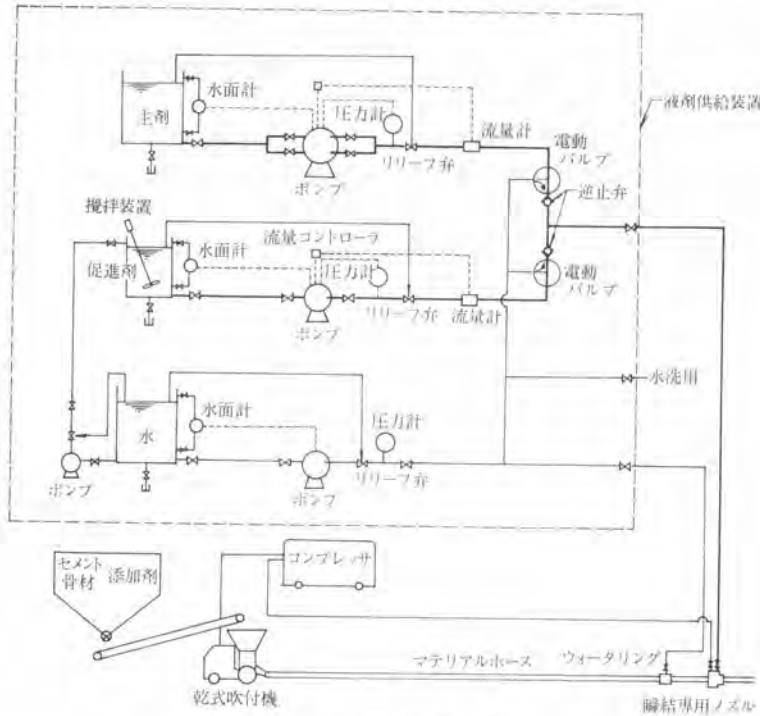 水面計
主剤
圧力計
流量計
液剤供給装置
電動
バルブ
リリーフ弁
ポンプ
逆止弁
攪拌装置
水面計
流量コントローラ
促進剤
圧力計
電動
バルブ
リリーフ弁
流量計
ポンプ
水洗用
水面計
圧力計
水
リリーフ弁
ポンプ
ポンプ
セメント
骨材
添加剤
コンプレッサ
マテリアルホース
ウォータリング
乾式吹付機
瞬結専用ノズル